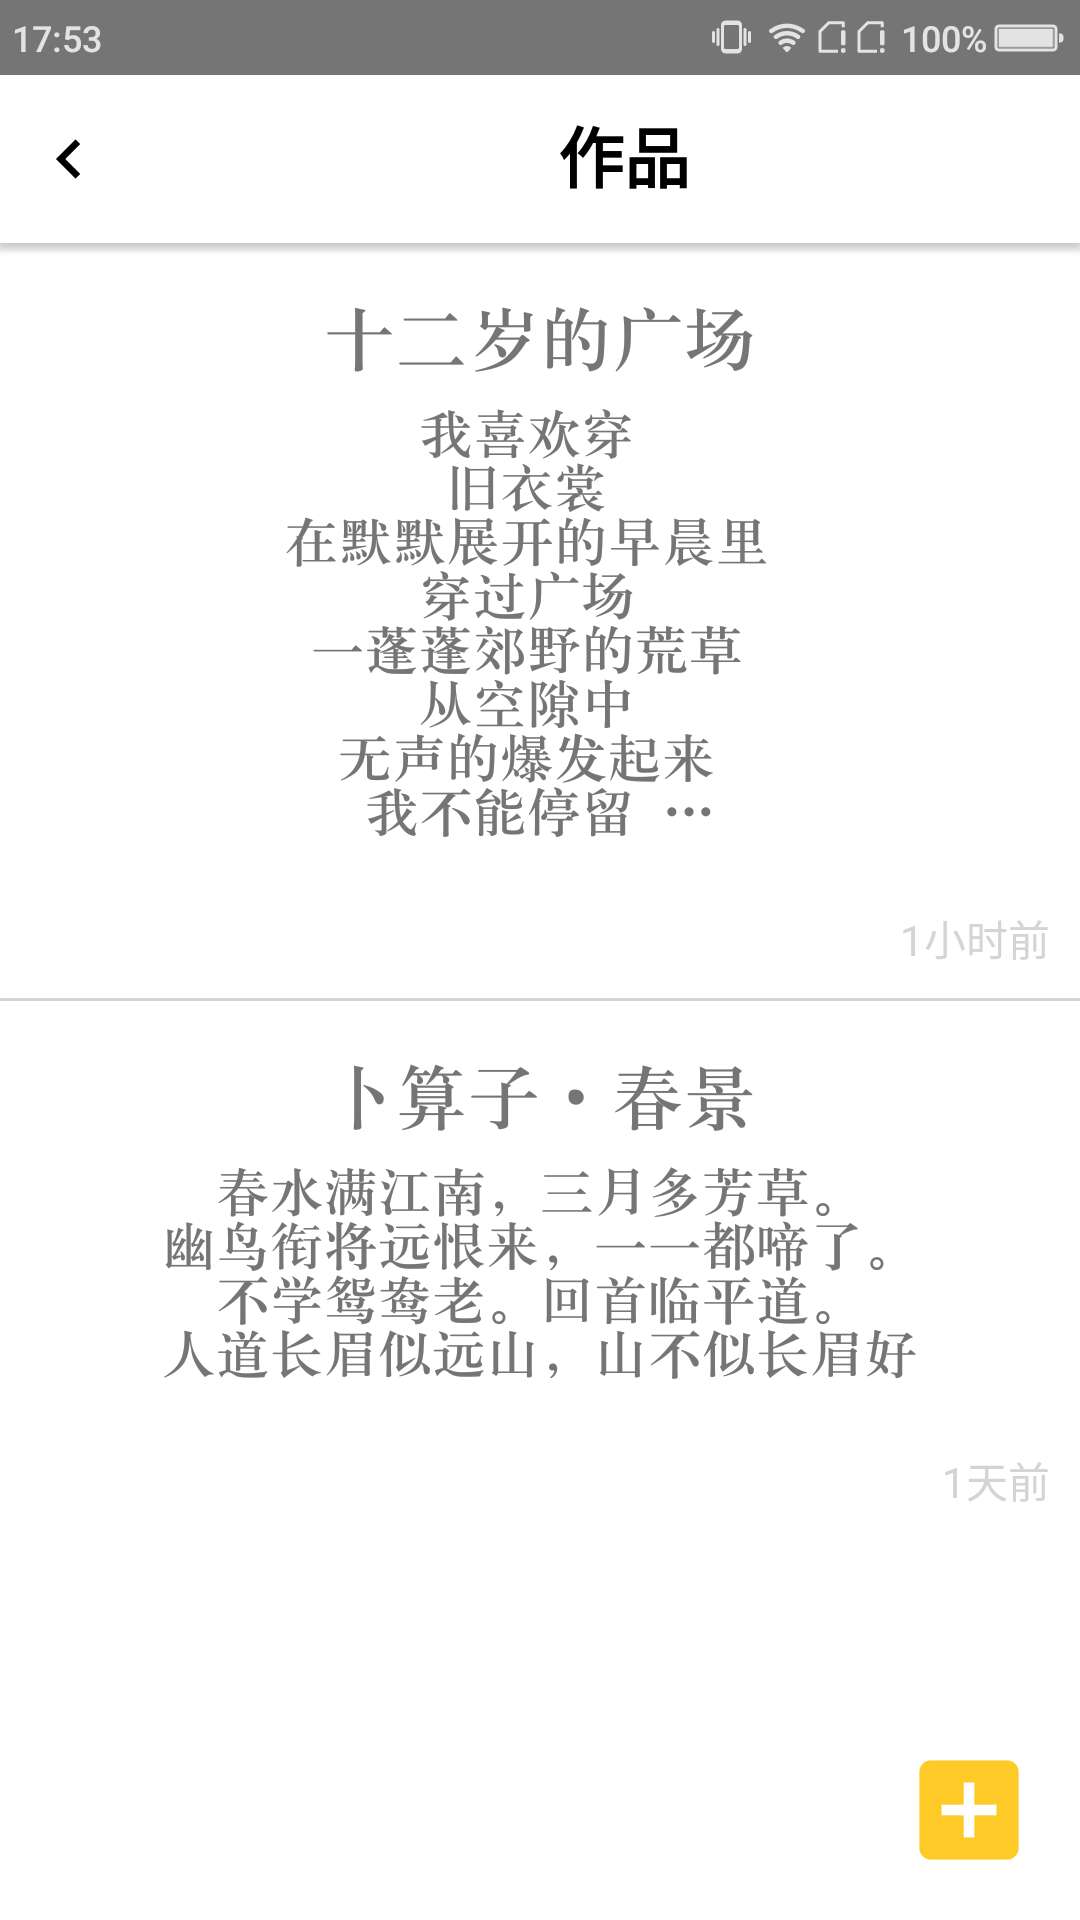 17:53
100%
作品
十二岁的广场
我喜欢穿
旧衣裳
在默默展开的早晨里
穿过广场
一蓬蓬郊野的荒草
从空隙中
无声的爆发起来
我不能停留 …
1小时前
卜算子·春景
春水满江南，三月多芳草。
幽鸟衔将远恨来，一一都啼了。
不学鸳鸯老。回首临平道。
人道长眉似远山，山不似长眉好
1天前